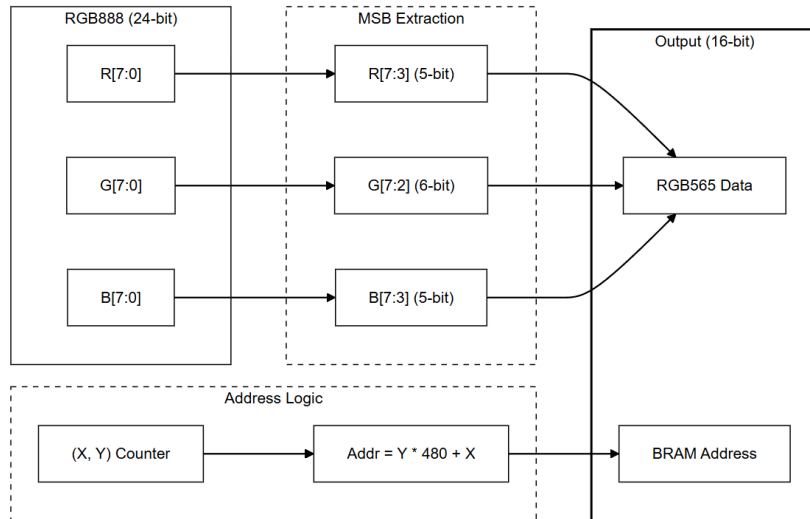 RGB888 (24-bit)
MSB Extraction
Output (16-bit)
R[7:0]
R[7:3] (5-bit)
G[7:0]
G[7:2] (6-bit)
RGB565 Data
B[7:0]
B[7:3] (5-bit)
Address Logic
(X, Y) Counter
Addr = Y * 480 + X
BRAM Address